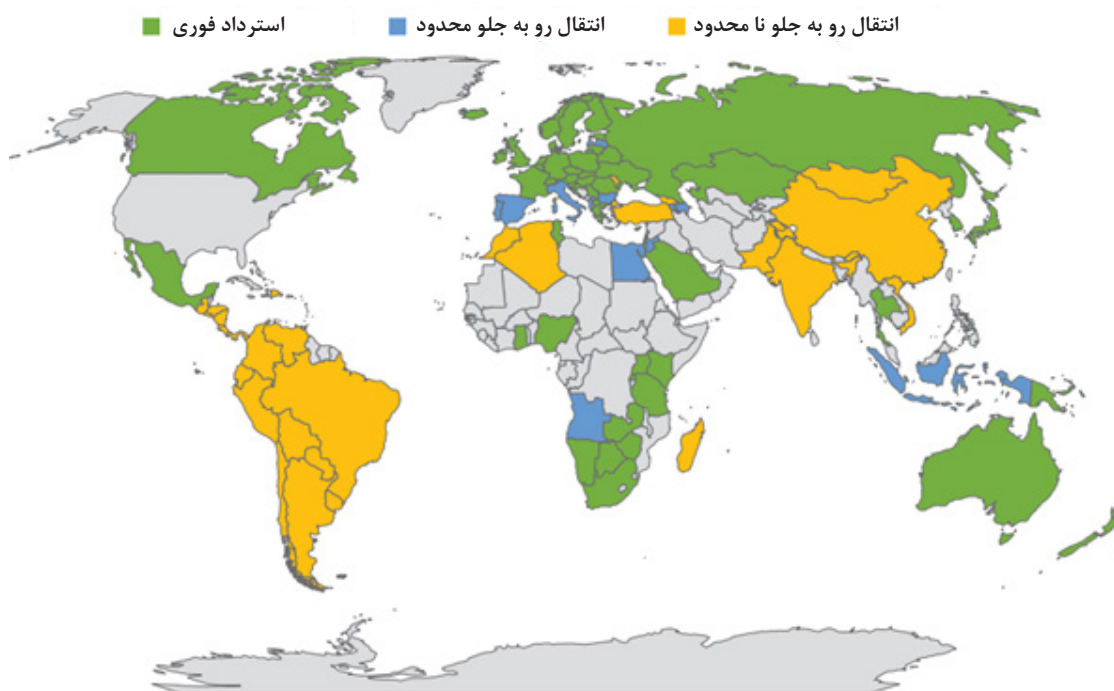 استرداد فوری
انتقال رو به جلو محدود
انتقال رو به جلو نا محدود